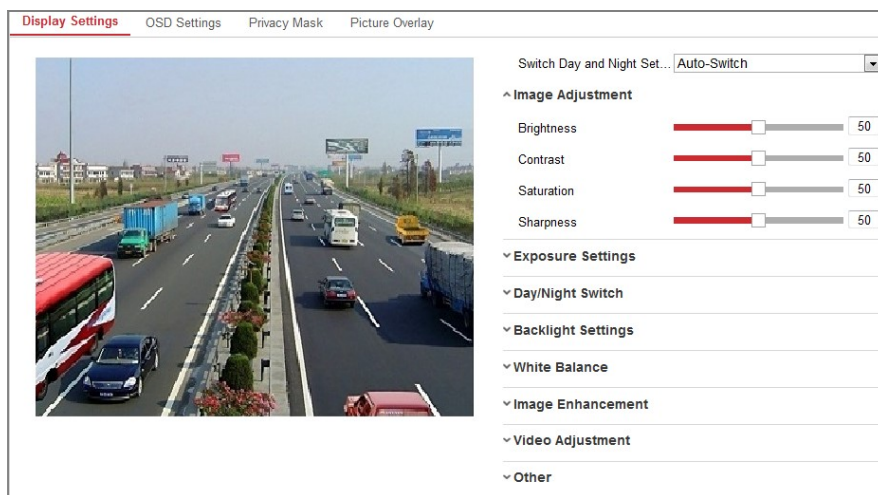 Display Settings OSD Settings Privacy Mask Picture Overlay
Switch Day and Night Set... Auto-Switch
Image Adjustment
Brightness 50
Contrast 50
Saturation 50
Sharpness 50
Exposure Settings
Day/Night Switch
Backlight Settings
White Balance
Image Enhancement
Video Adjustment
Other